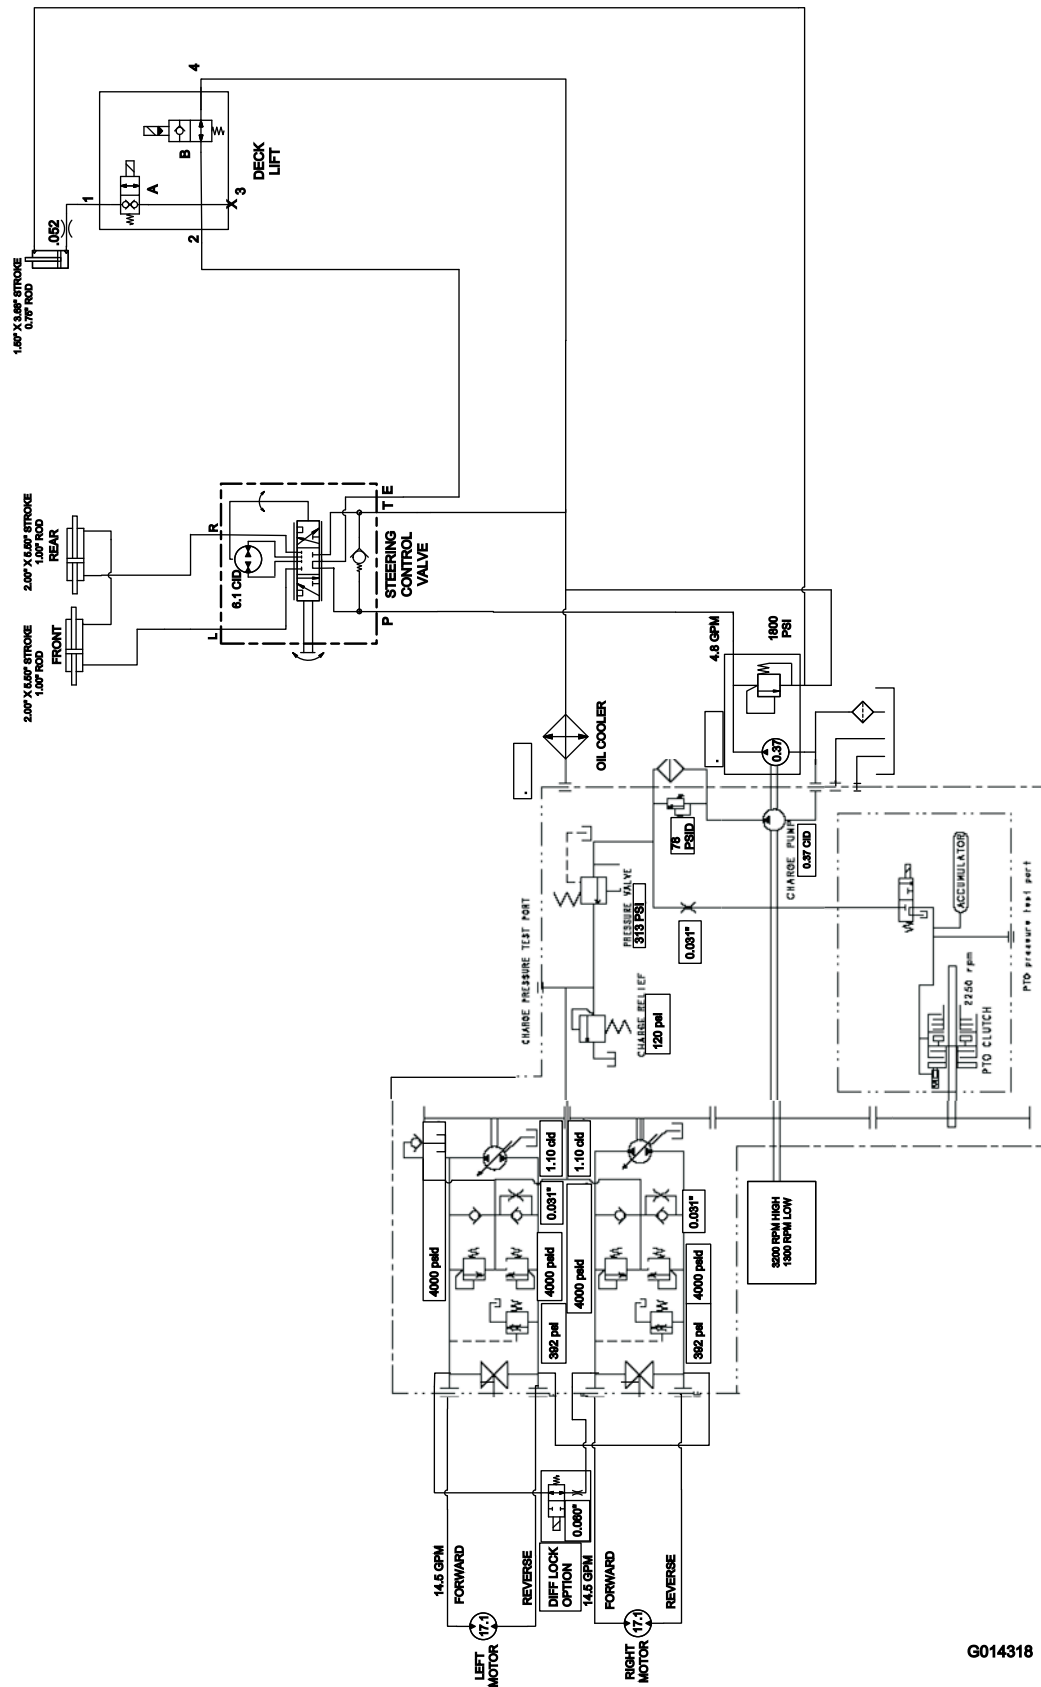 1.50" X 3.66" STROKE
0.75" ROD
.052
1
2
3
4
A
B
DECK
LIFT
2.00" X 5.50" STROKE
1.00" ROD
REAR
2.00" X 5.50" STROKE
1.00" ROD
FRONT
L
R
6.1 CID
P
T
E
STEERING
CONTROL
VALVE
OIL COOLER
4.8 GPM
1800
PSI
0.37
78
PSID
CHARGE PUMP
0.37 CID
PRESSURE VALVE
313 PSI
0.031"
CHARGE PRESSURE TEST PORT
CHARGE RELIEF
120 psi
ACCUMULATOR
2250 rpm
PTO CLUTCH
PTO pressure test port
1.10 cid
1.10 cid
0.031"
0.031"
4000 psid
4000 psid
4000 psid
4000 psid
392 psi
392 psi
3200 RPM HIGH
1300 RPM LOW
14.5 GPM
FORWARD
REVERSE
DIFF LOCK
OPTION
0.060"
14.5 GPM
FORWARD
REVERSE
17.1
LEFT
MOTOR
17.1
RIGHT
MOTOR
G014318